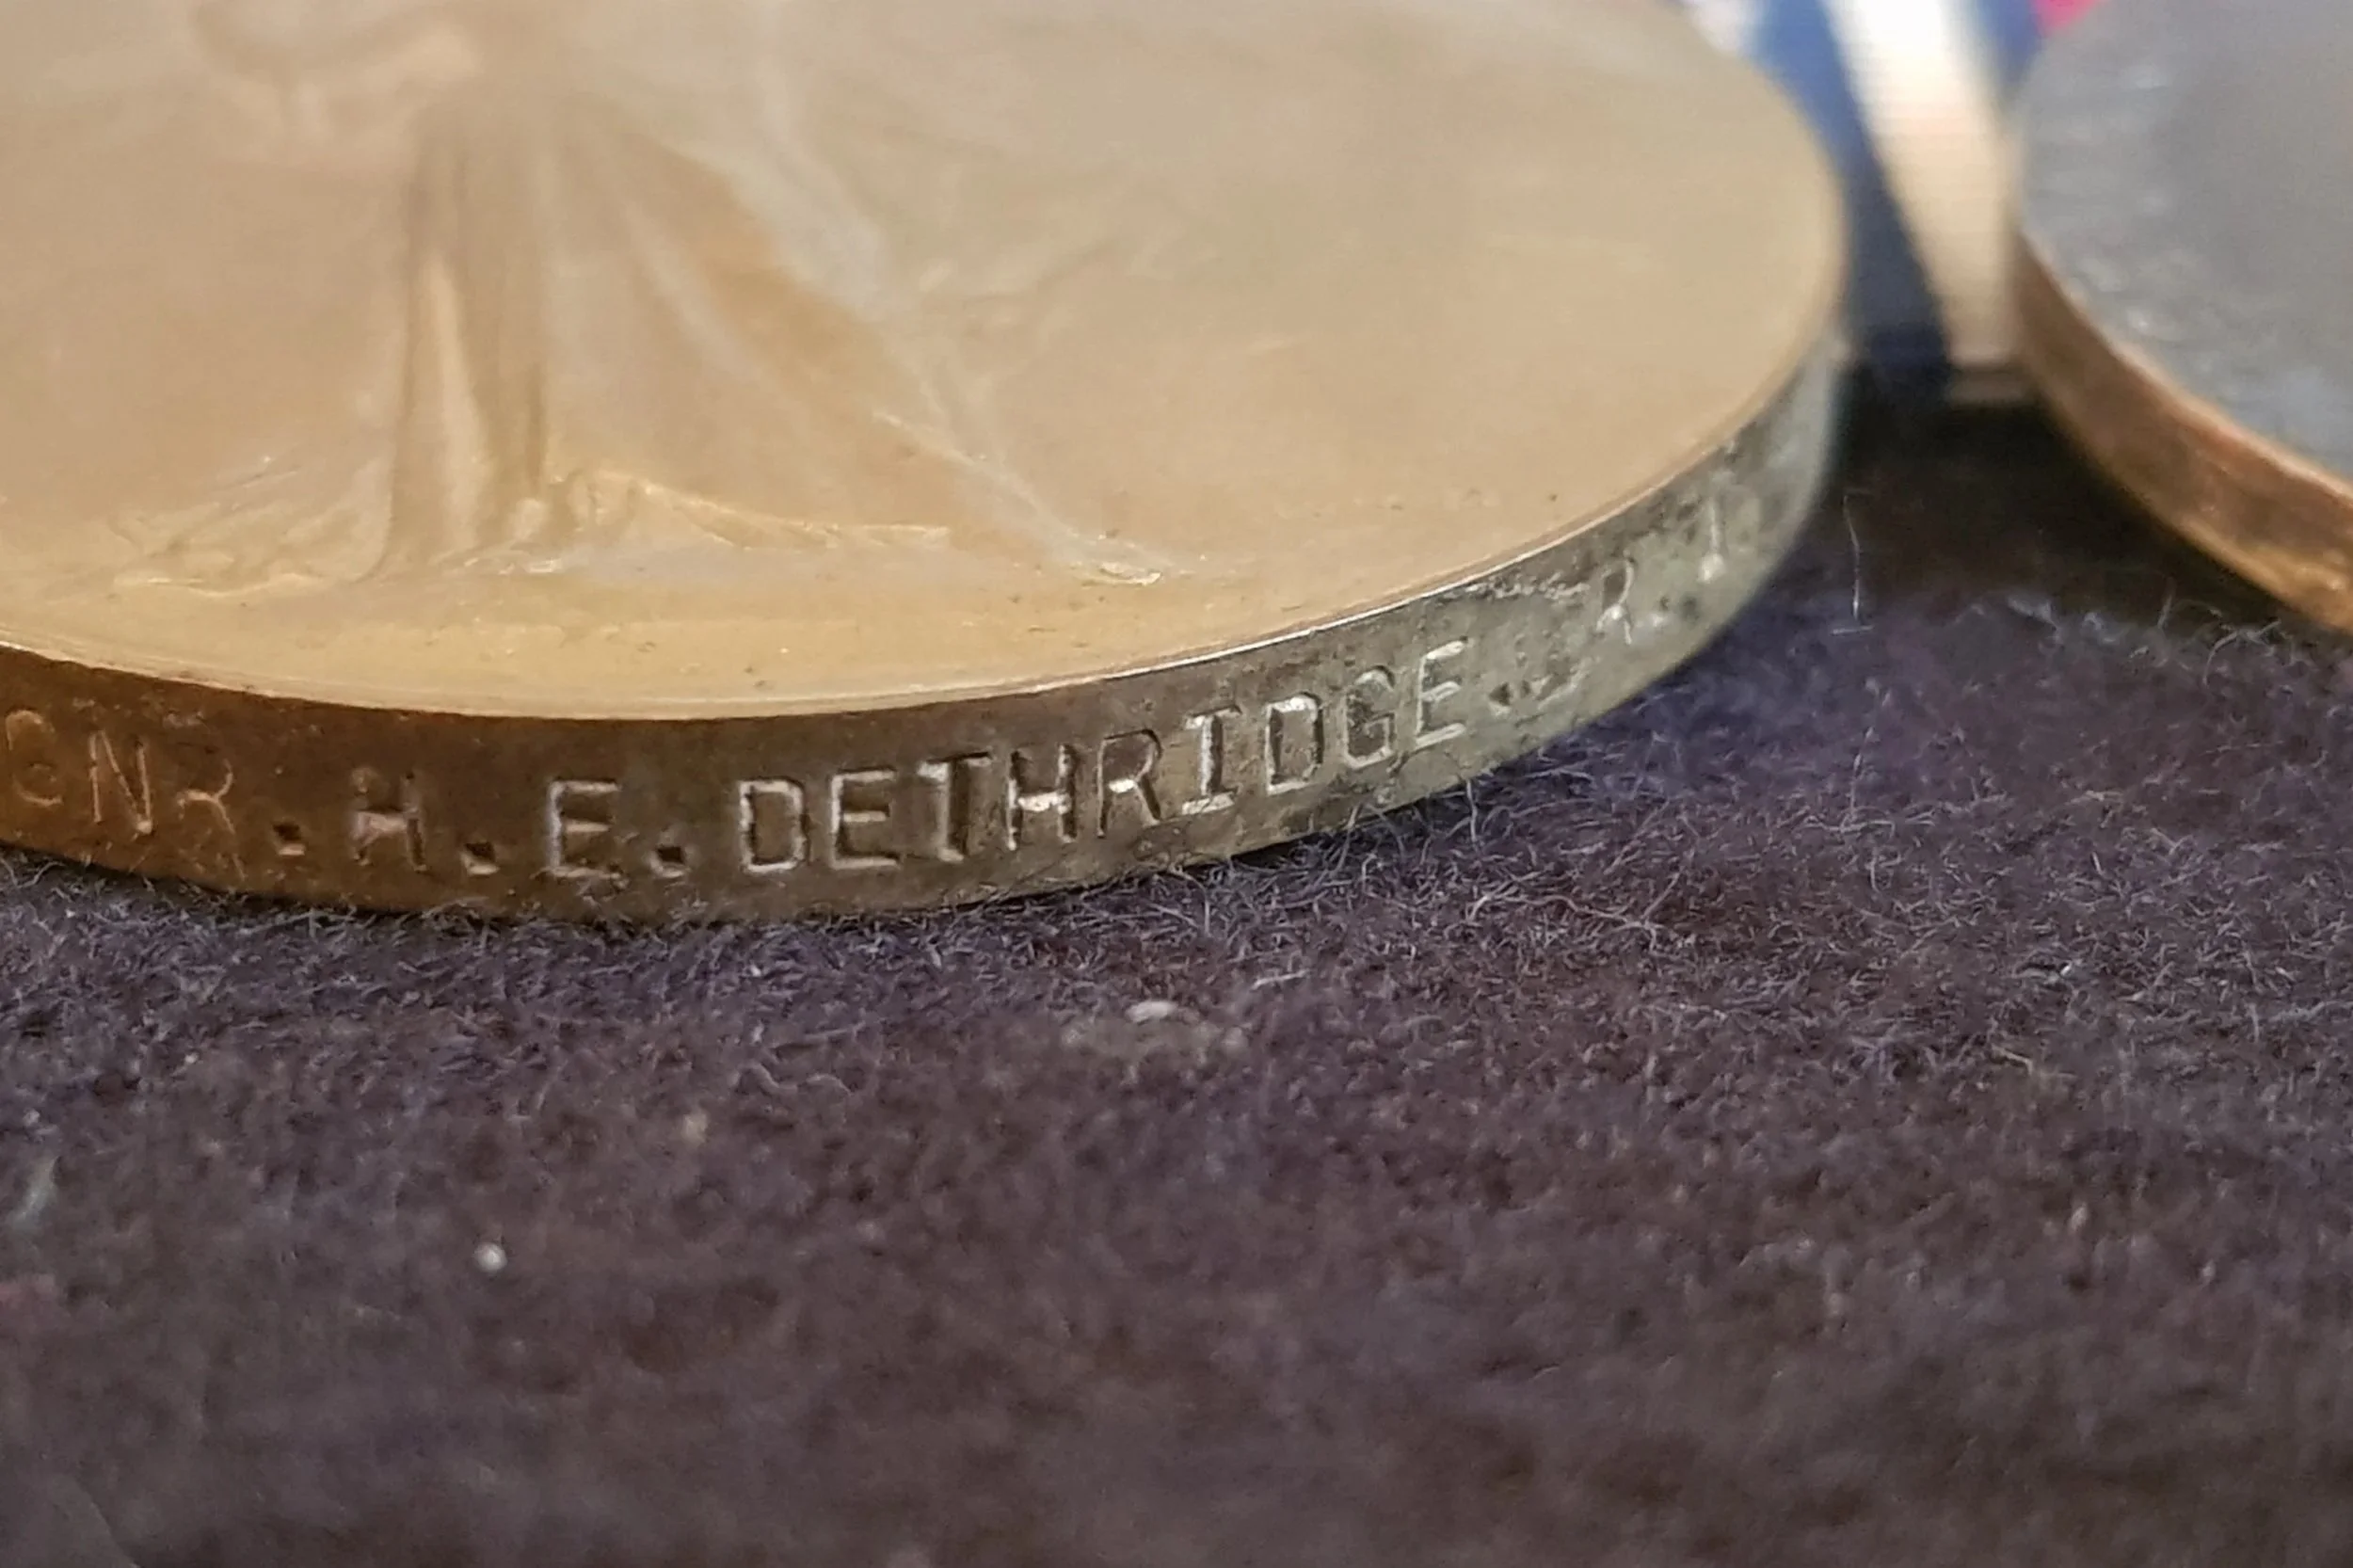 GNR. H. E. DETHRIDGE.